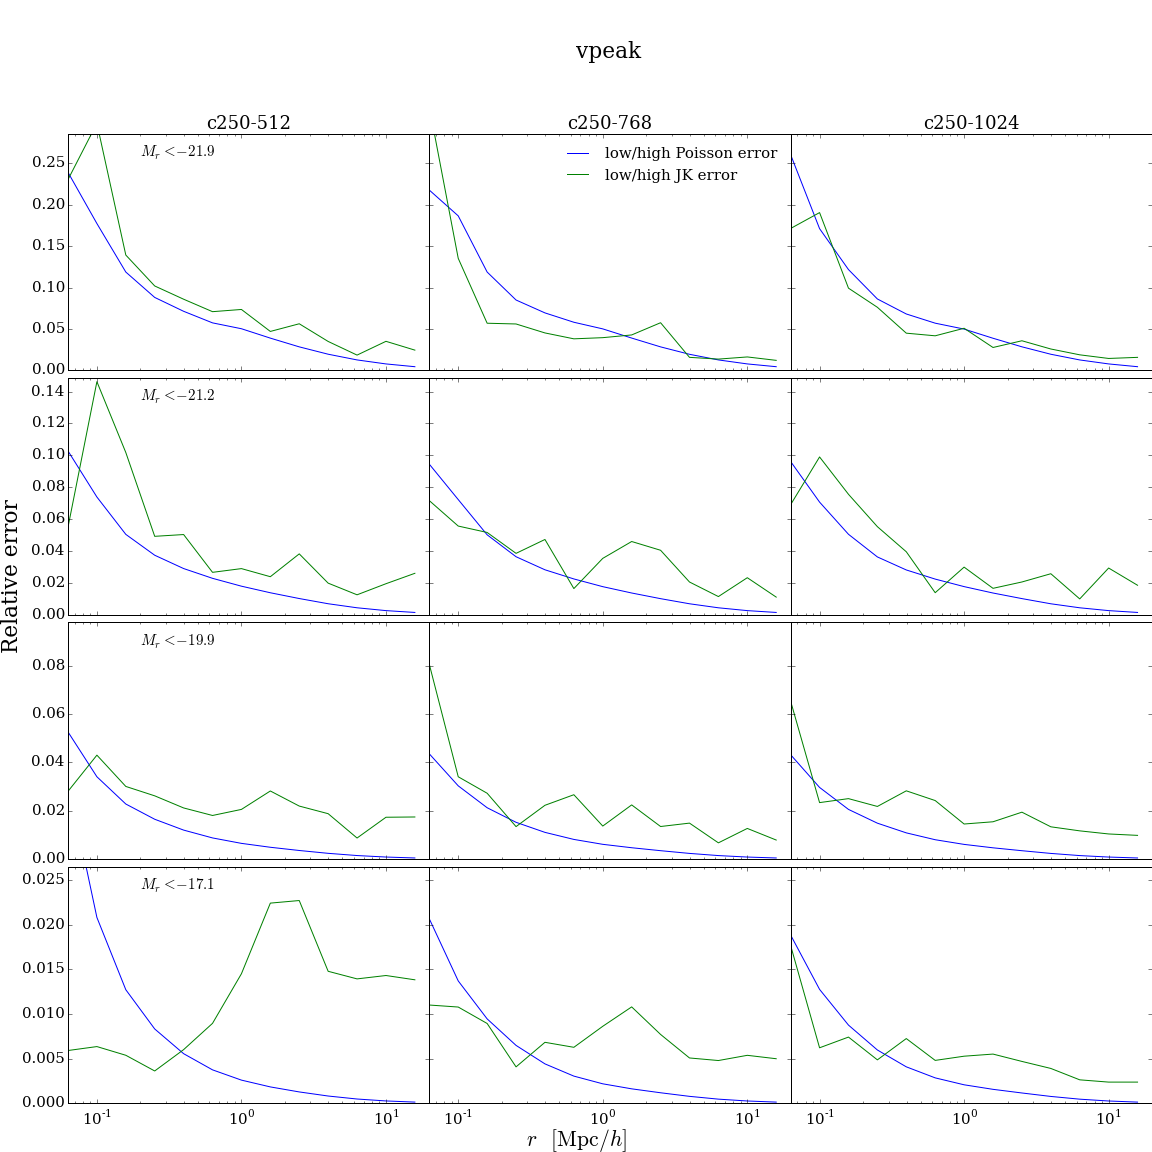 vpeak
c250-512 c250-768 c250-1024
Relative error
0.25
0.20
0.15
0.10
0.05
0.00
M_r < −21.9
low/high Poisson error
low/high JK error
0.14
0.12
0.10
0.08
0.06
0.04
0.02
0.00
M_r < −21.2
0.08
0.06
0.04
0.02
0.00
M_r < −19.9
0.025
0.020
0.015
0.010
0.005
0.000
M_r < −17.1
10^-1 10^0 10^1 10^-1 10^0 10^1 10^-1 10^0 10^1
r [Mpc/h]